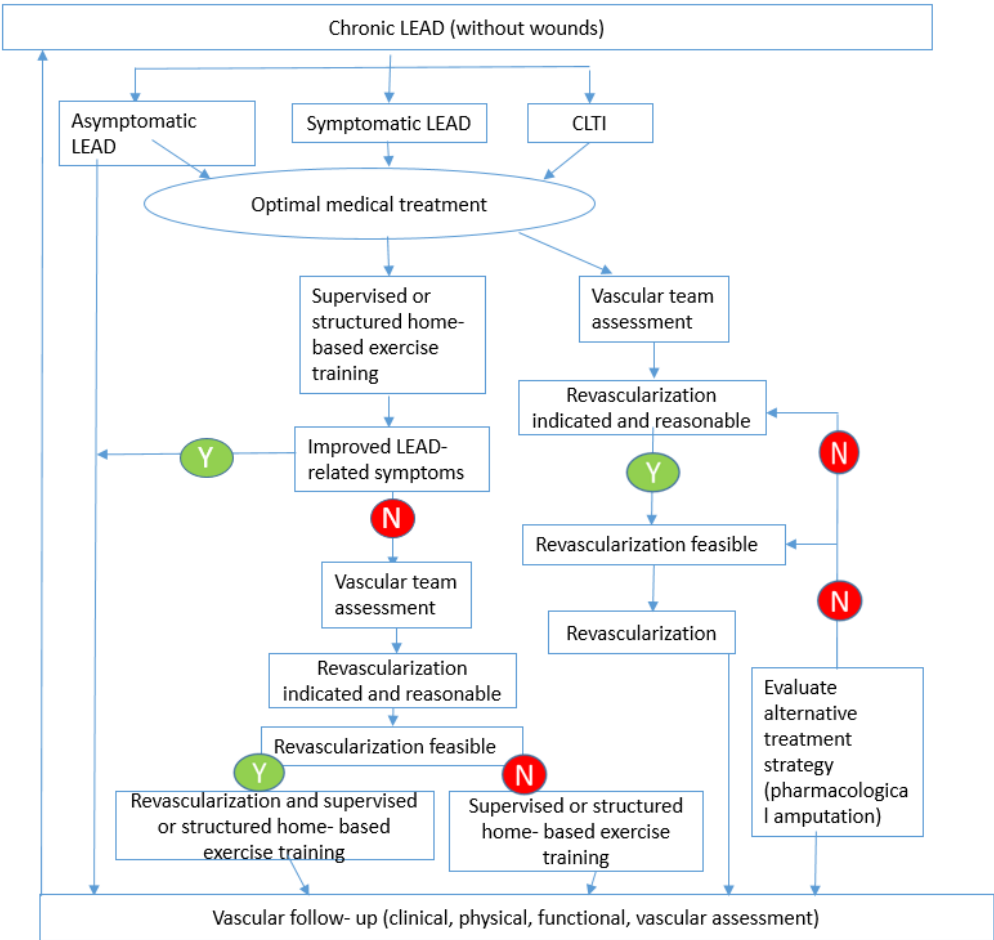 Chronic LEAD (without wounds)
Asymptomatic
LEAD
Symptomatic LEAD
CLTI
Optimal medical treatment
Supervised or
structured home-
based exercise
training
Vascular team
assessment
Revascularization
indicated and reasonable
Improved LEAD-
related symptoms
Y
Y
N
N
Revascularization feasible
Vascular team
assessment
N
Revascularization
Revascularization
indicated and reasonable
Evaluate
alternative
treatment
strategy
(pharmacologica
l amputation)
Revascularization feasible
Y
N
Revascularization and supervised
or structured home- based
exercise training
Supervised or structured
home- based exercise
training
Vascular follow- up (clinical, physical, functional, vascular assessment)